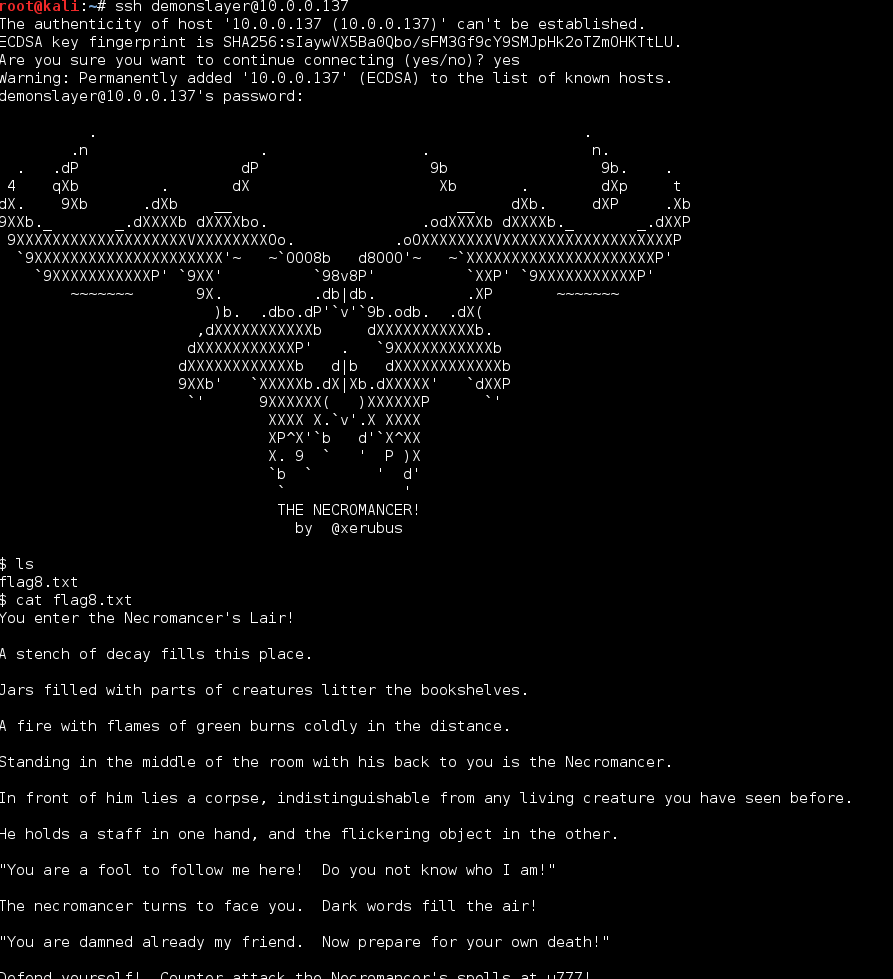 root@kali:~# ssh demonslayer@10.0.0.137
The authenticity of host '10.0.0.137 (10.0.0.137)' can't be established.
ECDSA key fingerprint is SHA256:sIaywVX5Ba0Qbo/sFM3Gf9cY9SMJpHk2oTZmOHKTtLU.
Are you sure you want to continue connecting (yes/no)? yes
Warning: Permanently added '10.0.0.137' (ECDSA) to the list of known hosts.
demonslayer@10.0.0.137's password:

          .                                                      .
        .n                   .                  .                  n.
  .   .dP                  dP                   9b                 9b.    .
 4    qXb         .       dX                     Xb       .        dXp     t
dX.    9Xb      .dXb    __                         __    dXb.     dXP     .Xb
9XXb._       _.dXXXXb dXXXXbo.                 .odXXXXb dXXXXb._       _.dXXP
 9XXXXXXXXXXXXXXXXXXXVXXXXXXXXOo.           .oOXXXXXXXXVXXXXXXXXXXXXXXXXXXXP
  `9XXXXXXXXXXXXXXXXXXXXX'~   ~`OOO8b   d8OOO'~   ~`XXXXXXXXXXXXXXXXXXXXXP'
    `9XXXXXXXXXXXP' `9XX'          `98v8P'          `XXP' `9XXXXXXXXXXXP'
        ~~~~~~~       9X.          .db|db.          .XP       ~~~~~~~
                        )b.  .dbo.dP'`v'`9b.odb.  .dX(
                      ,dXXXXXXXXXXXb     dXXXXXXXXXXXb.
                     dXXXXXXXXXXXP'   .   `9XXXXXXXXXXXb
                    dXXXXXXXXXXXXb   d|b   dXXXXXXXXXXXXb
                    9XXb'   `XXXXXb.dX|Xb.dXXXXX'   `dXXP
                     `'      9XXXXXX(   )XXXXXXP      `'
                              XXXX X.`v'.X XXXX
                              XP^X'`b   d'`X^XX
                              X. 9  `   '  P )X
                              `b  `       '  d'
                               `             '
                               THE NECROMANCER!
                                 by  @xerubus

$ ls
flag8.txt
$ cat flag8.txt
You enter the Necromancer's Lair!

A stench of decay fills this place.

Jars filled with parts of creatures litter the bookshelves.

A fire with flames of green burns coldly in the distance.

Standing in the middle of the room with his back to you is the Necromancer.

In front of him lies a corpse, indistinguishable from any living creature you have seen before.

He holds a staff in one hand, and the flickering object in the other.

"You are a fool to follow me here!  Do you not know who I am!"

The necromancer turns to face you.  Dark words fill the air!

"You are damned already my friend.  Now prepare for your own death!"

Defend yourself!  Counter attack the Necromancer's spells at u777!